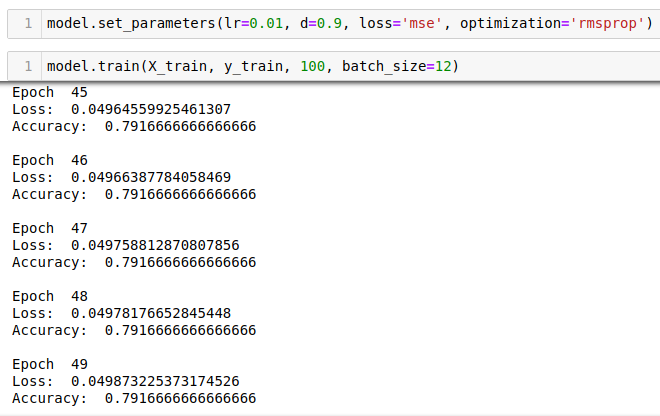 1 model.set_parameters(lr=0.01, d=0.9, loss='mse', optimization='rmsprop')
1 model.train(X_train, y_train, 100, batch_size=12)
Epoch  45
Loss:  0.04964559925461307
Accuracy:  0.7916666666666666
Epoch  46
Loss:  0.04966387784058469
Accuracy:  0.7916666666666666
Epoch  47
Loss:  0.049758812870807856
Accuracy:  0.7916666666666666
Epoch  48
Loss:  0.04978176652845448
Accuracy:  0.7916666666666666
Epoch  49
Loss:  0.049873225373174526
Accuracy:  0.7916666666666666